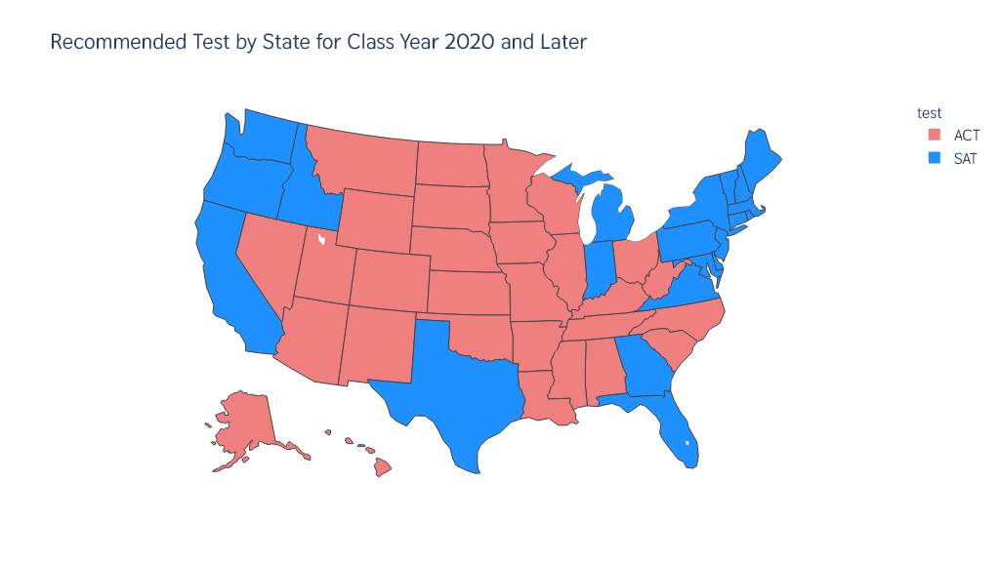 Recommended Test by State for Class Year 2020 and Later
test
ACT
SAT